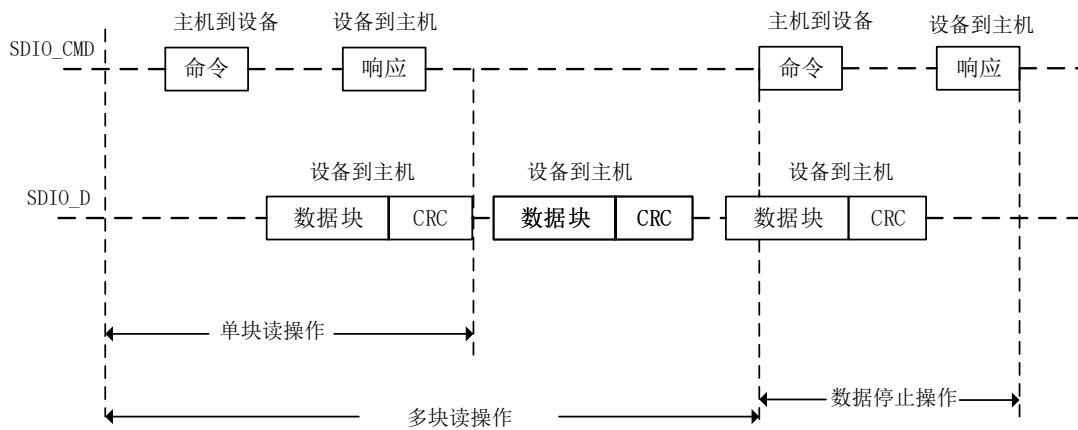 主机到设备 设备到主机 主机到设备 设备到主机
SDIO_CMD 命令 响应 命令 响应
设备到主机 设备到主机 设备到主机
SDIO_D 数据块 CRC 数据块 CRC 数据块 CRC
单块读操作
多块读操作 数据停止操作